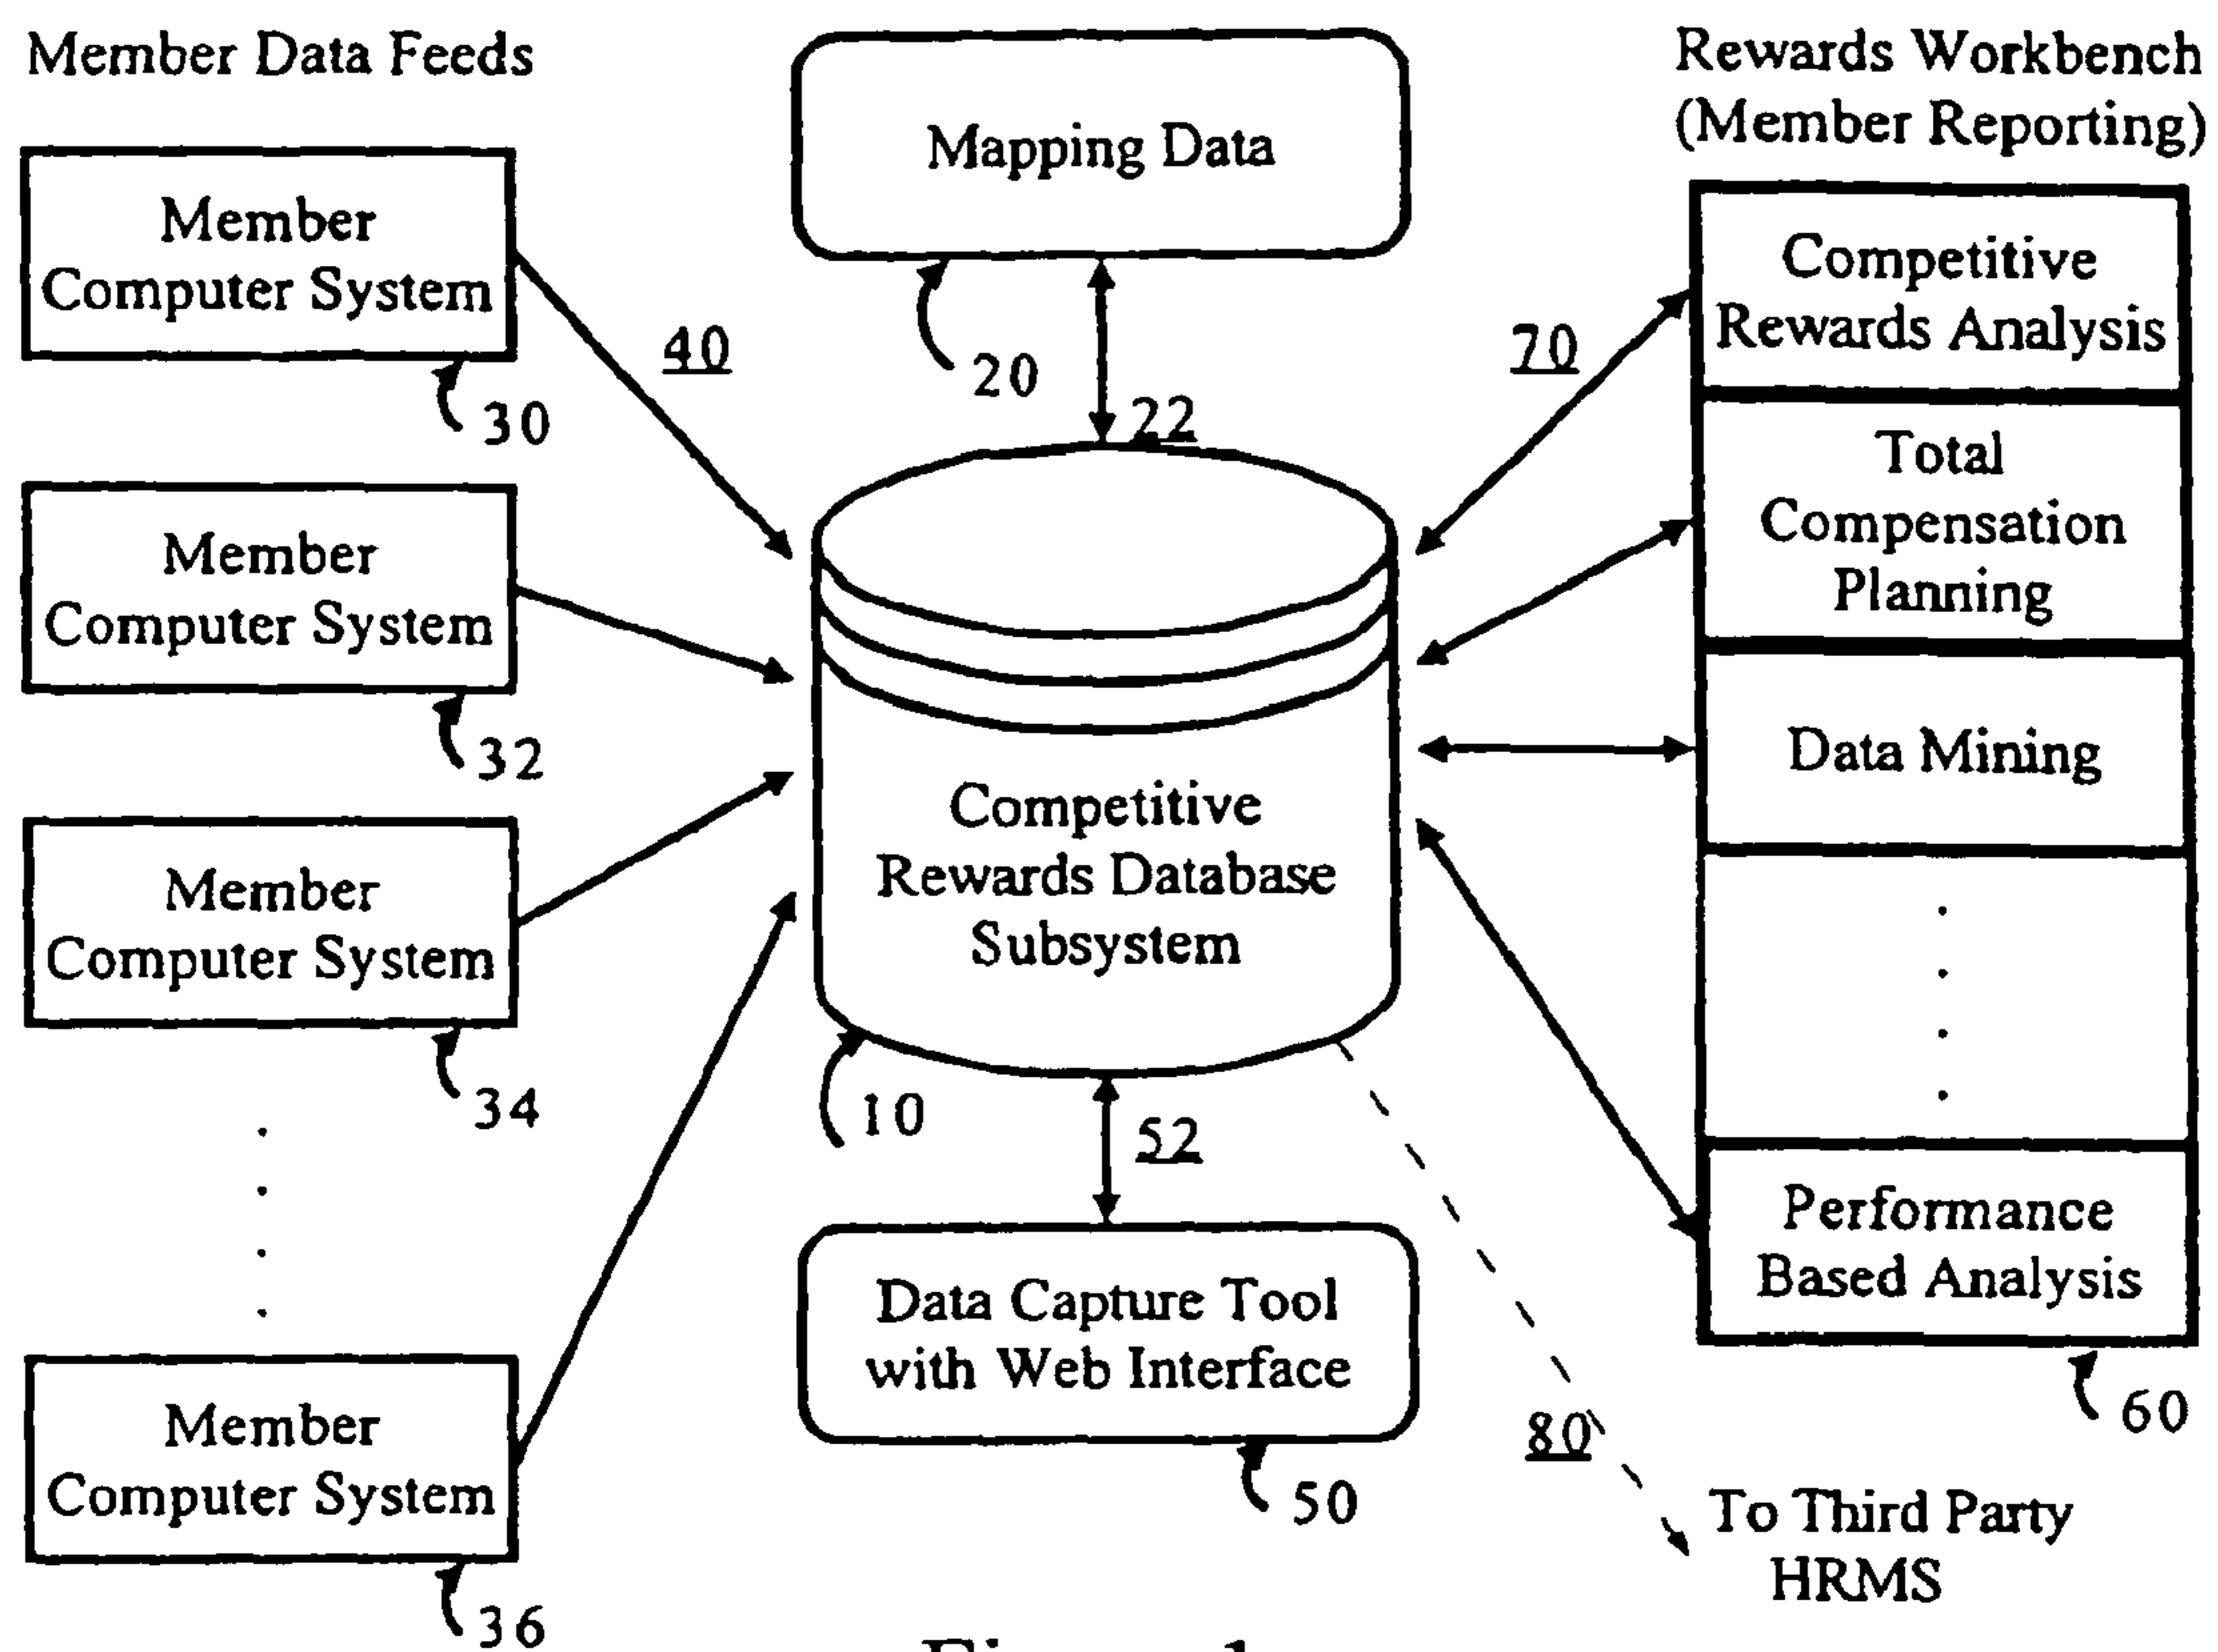 Member Data Feeds
Member
Computer System
30
Member
Computer System
32
Member
Computer System
34
Member
Computer System
36
40
Mapping Data
20
22
Competitive
Rewards Database
Subsystem
10
52
Data Capture Tool
with Web Interface
50
70
Rewards Workbench
(Member Reporting)
Competitive
Rewards Analysis
Total
Compensation
Planning
Data Mining
Performance
Based Analysis
60
80
To Third Party
HRMS